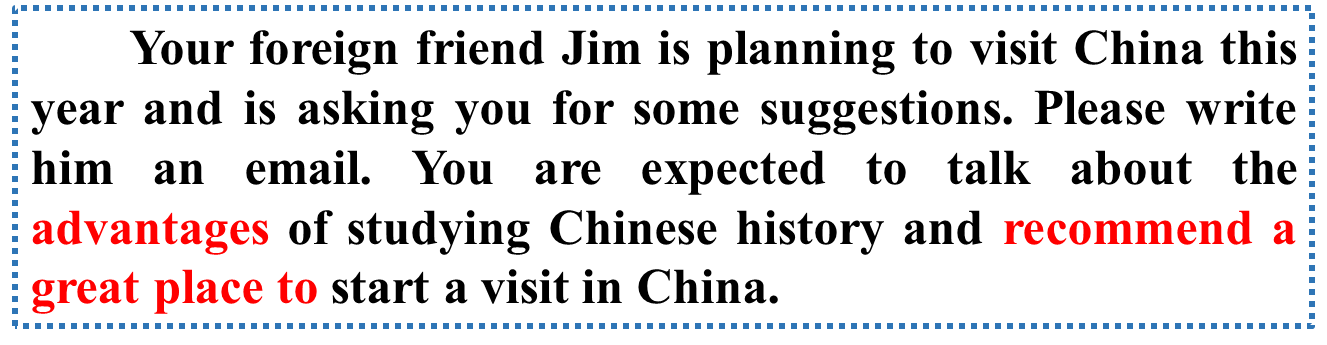 Your foreign friend Jim is planning to visit China this
year and is asking you for some suggestions. Please write
him an email. You are expected to talk about the
advantages of studying Chinese history and recommend a
great place to start a visit in China.